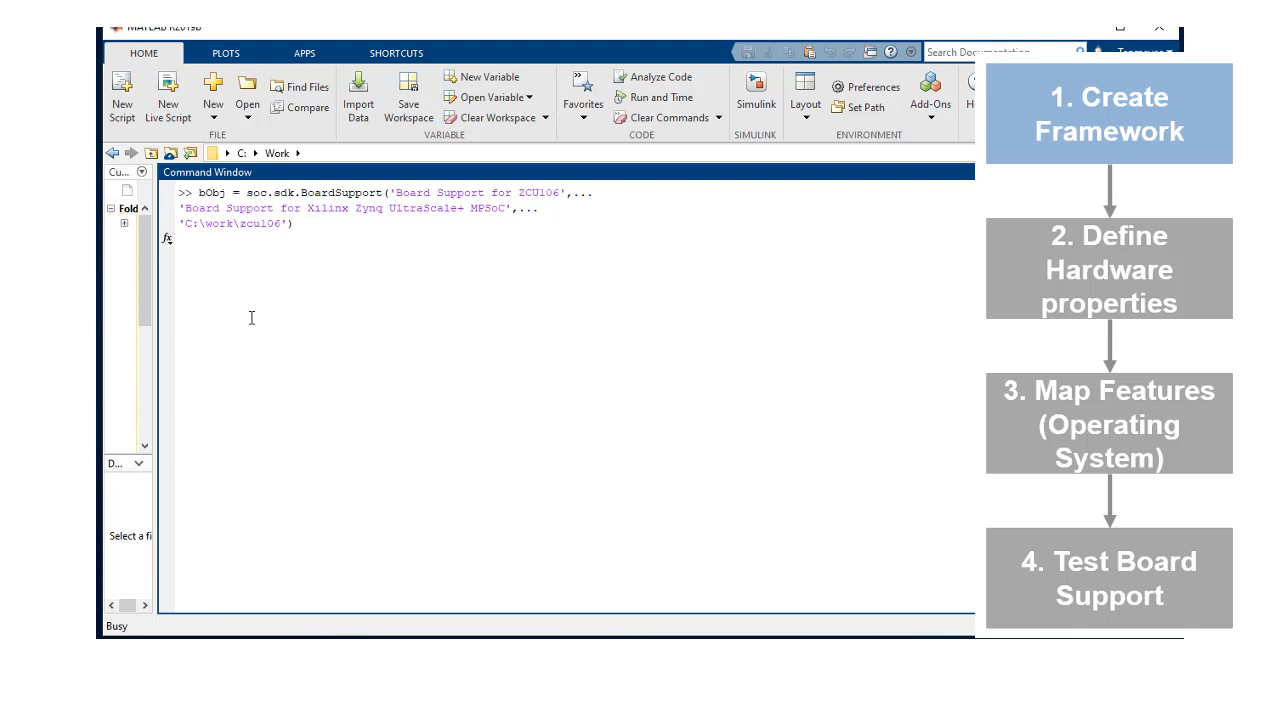 MATLAB R2019b
HOME PLOTS APPS SHORTCUTS
Search Documentation
New Script
New Live Script
New
Open
Find Files
Compare
FILE
Import Data
Save Workspace
New Variable
Open Variable
Clear Workspace
VARIABLE
Favorites
Analyze Code
Run and Time
Clear Commands
CODE
Simulink
SIMULINK
Layout
Preferences
Set Path
Add-Ons
ENVIRONMENT
C: Work
Cu...
Command Window
Fold
>> bObj = soc.sdk.BoardSupport('Board Support for ZCU106',...
'Board Support for Xilinx Zynq UltraScale+ MPSoC',...
'C:\work\zcu106')
fx
D...
Select a fi
Busy
1. Create
Framework
2. Define
Hardware
properties
3. Map Features
(Operating
System)
4. Test Board
Support